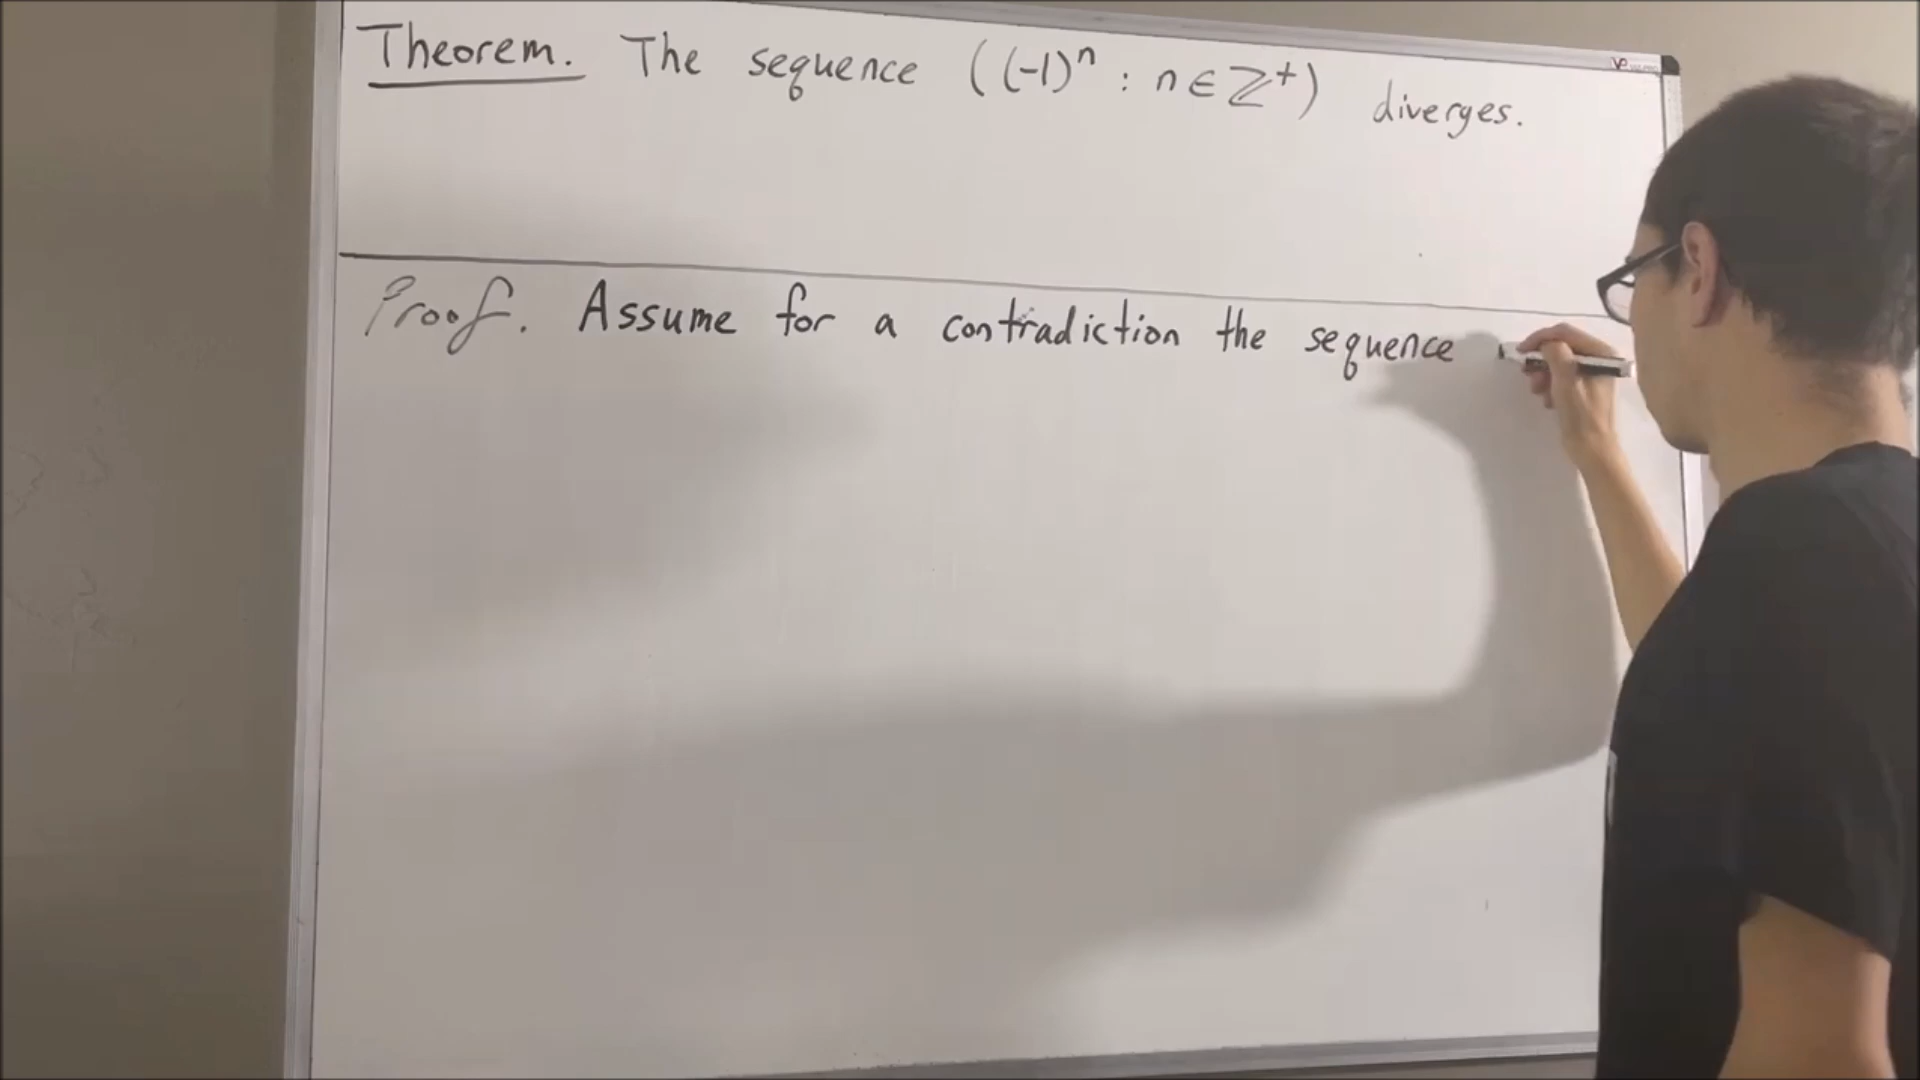 Theorem. The sequence ((-1)ⁿ : n ∈ ℤ⁺) diverges.
Proof. Assume for a contradiction the sequence